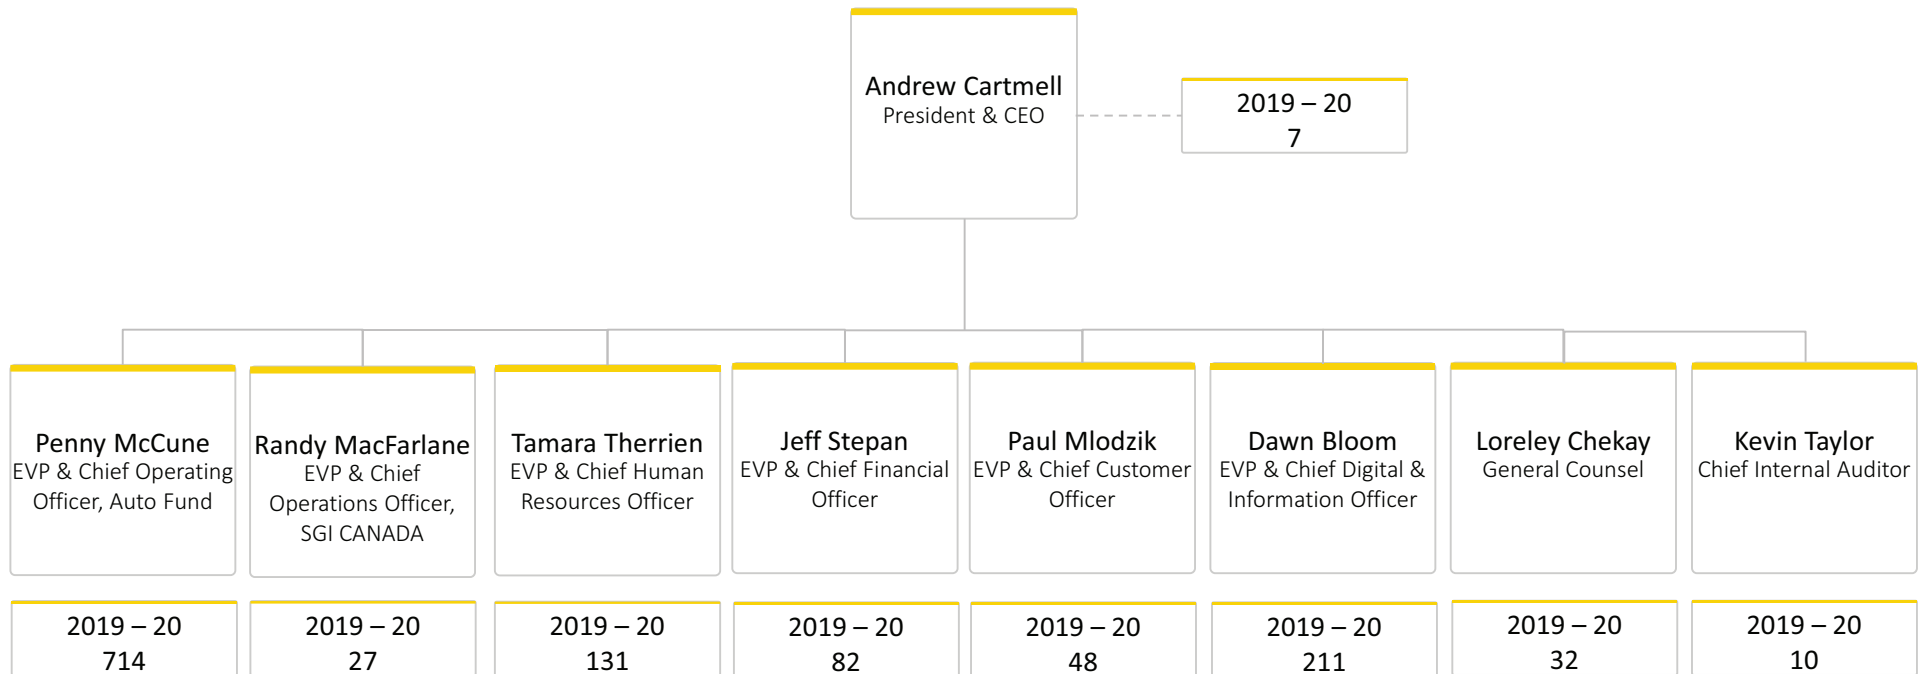 Andrew Cartmell
President & CEO
2019 – 20
7
Penny McCune
EVP & Chief Operating
Officer, Auto Fund
Randy MacFarlane
EVP & Chief
Operations Officer,
SGI CANADA
Tamara Therrien
EVP & Chief Human
Resources Officer
Jeff Stepan
EVP & Chief Financial
Officer
Paul Mlodzik
EVP & Chief Customer
Officer
Dawn Bloom
EVP & Chief Digital &
Information Officer
Loreley Chekay
General Counsel
Kevin Taylor
Chief Internal Auditor
2019 – 20
714
2019 – 20
27
2019 – 20
131
2019 – 20
82
2019 – 20
48
2019 – 20
211
2019 – 20
32
2019 – 20
10